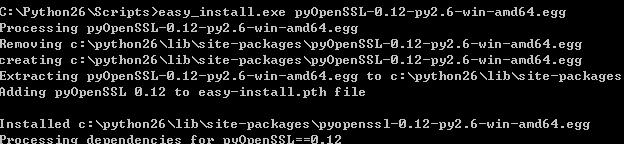 C:\Python26\Scripts>easy_install.exe pyOpenSSL-0.12-py2.6-win-amd64.egg
Processing pyOpenSSL-0.12-py2.6-win-amd64.egg
Removing c:\python26\lib\site-packages\pyOpenSSL-0.12-py2.6-win-amd64.egg
creating c:\python26\lib\site-packages\pyOpenSSL-0.12-py2.6-win-amd64.egg
Extracting pyOpenSSL-0.12-py2.6-win-amd64.egg to c:\python26\lib\site-packages
Adding pyOpenSSL 0.12 to easy-install.pth file
Installed c:\python26\lib\site-packages\pyopenssl-0.12-py2.6-win-amd64.egg
Processing dependencies for pyOpenSSL==0.12